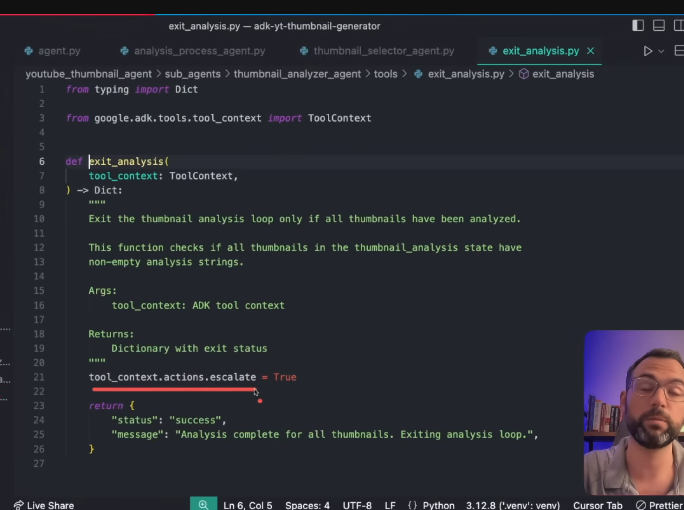 exit_analysis.py — adk-yt-thumbnail-generator
agent.py analysis_process_agent.py thumbnail_selector_agent.py exit_analysis.py
youtube_thumbnail_agent > sub_agents > thumbnail_analyzer_agent > tools > exit_analysis.py > exit_analysis
1 from typing import Dict
2
3 from google.adk.tools.tool_context import ToolContext
4
5
6 def exit_analysis(
7 tool_context: ToolContext,
8 ) -> Dict:
9 """
10 Exit the thumbnail analysis loop only if all thumbnails have been analyzed.
11
12 This function checks if all thumbnails in the thumbnail_analysis state have
13 non-empty analysis strings.
14
15 Args:
16 tool_context: ADK tool context
17
18 Returns:
19 Dictionary with exit status
20 """
21 tool_context.actions.escalate = True
22
23 return {
24 "status": "success",
25 "message": "Analysis complete for all thumbnails. Exiting analysis loop.",
26 }
27
Live Share Ln 6, Col 5 Spaces: 4 UTF-8 LF {} Python 3.12.8 ('.venv': venv) Cursor Tab Prettier